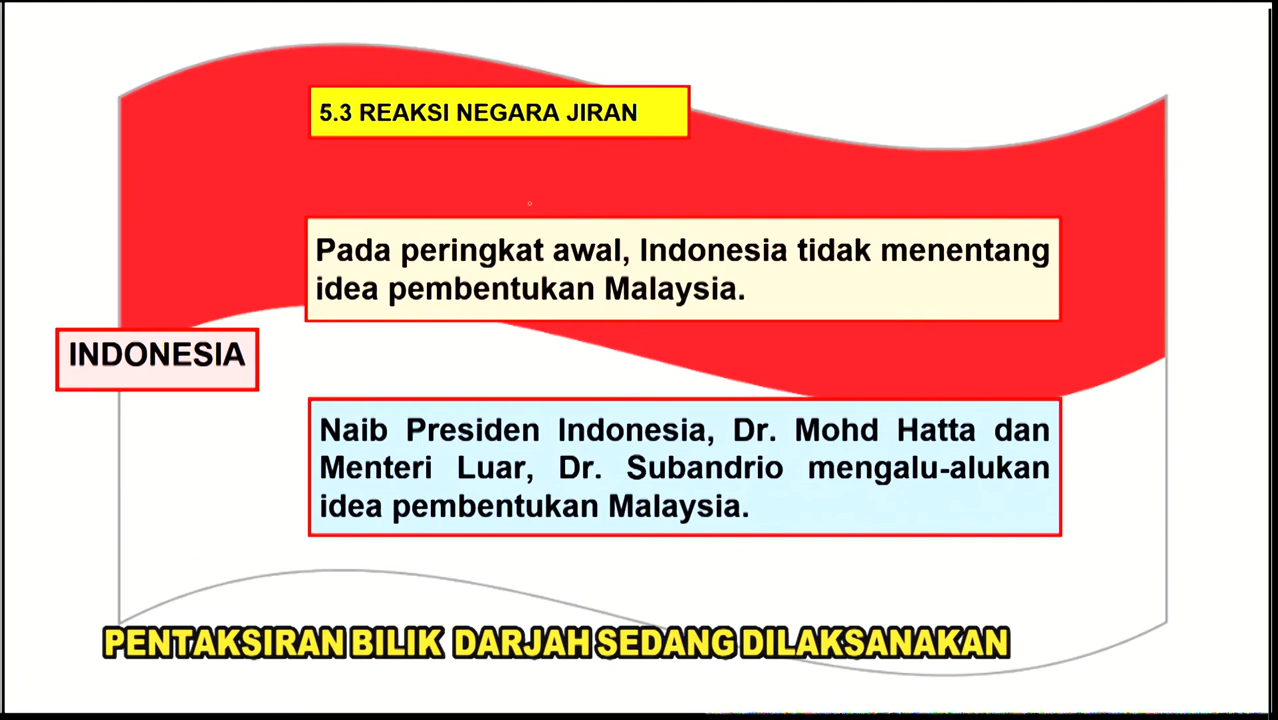 5.3 REAKSI NEGARA JIRAN
Pada peringkat awal, Indonesia tidak menentang
idea pembentukan Malaysia.
INDONESIA
Naib Presiden Indonesia, Dr. Mohd Hatta dan
Menteri Luar, Dr. Subandrio mengalu-alukan
idea pembentukan Malaysia.
PENTAKSIRAN BILIK DARJAH SEDANG DILAKSANAKAN